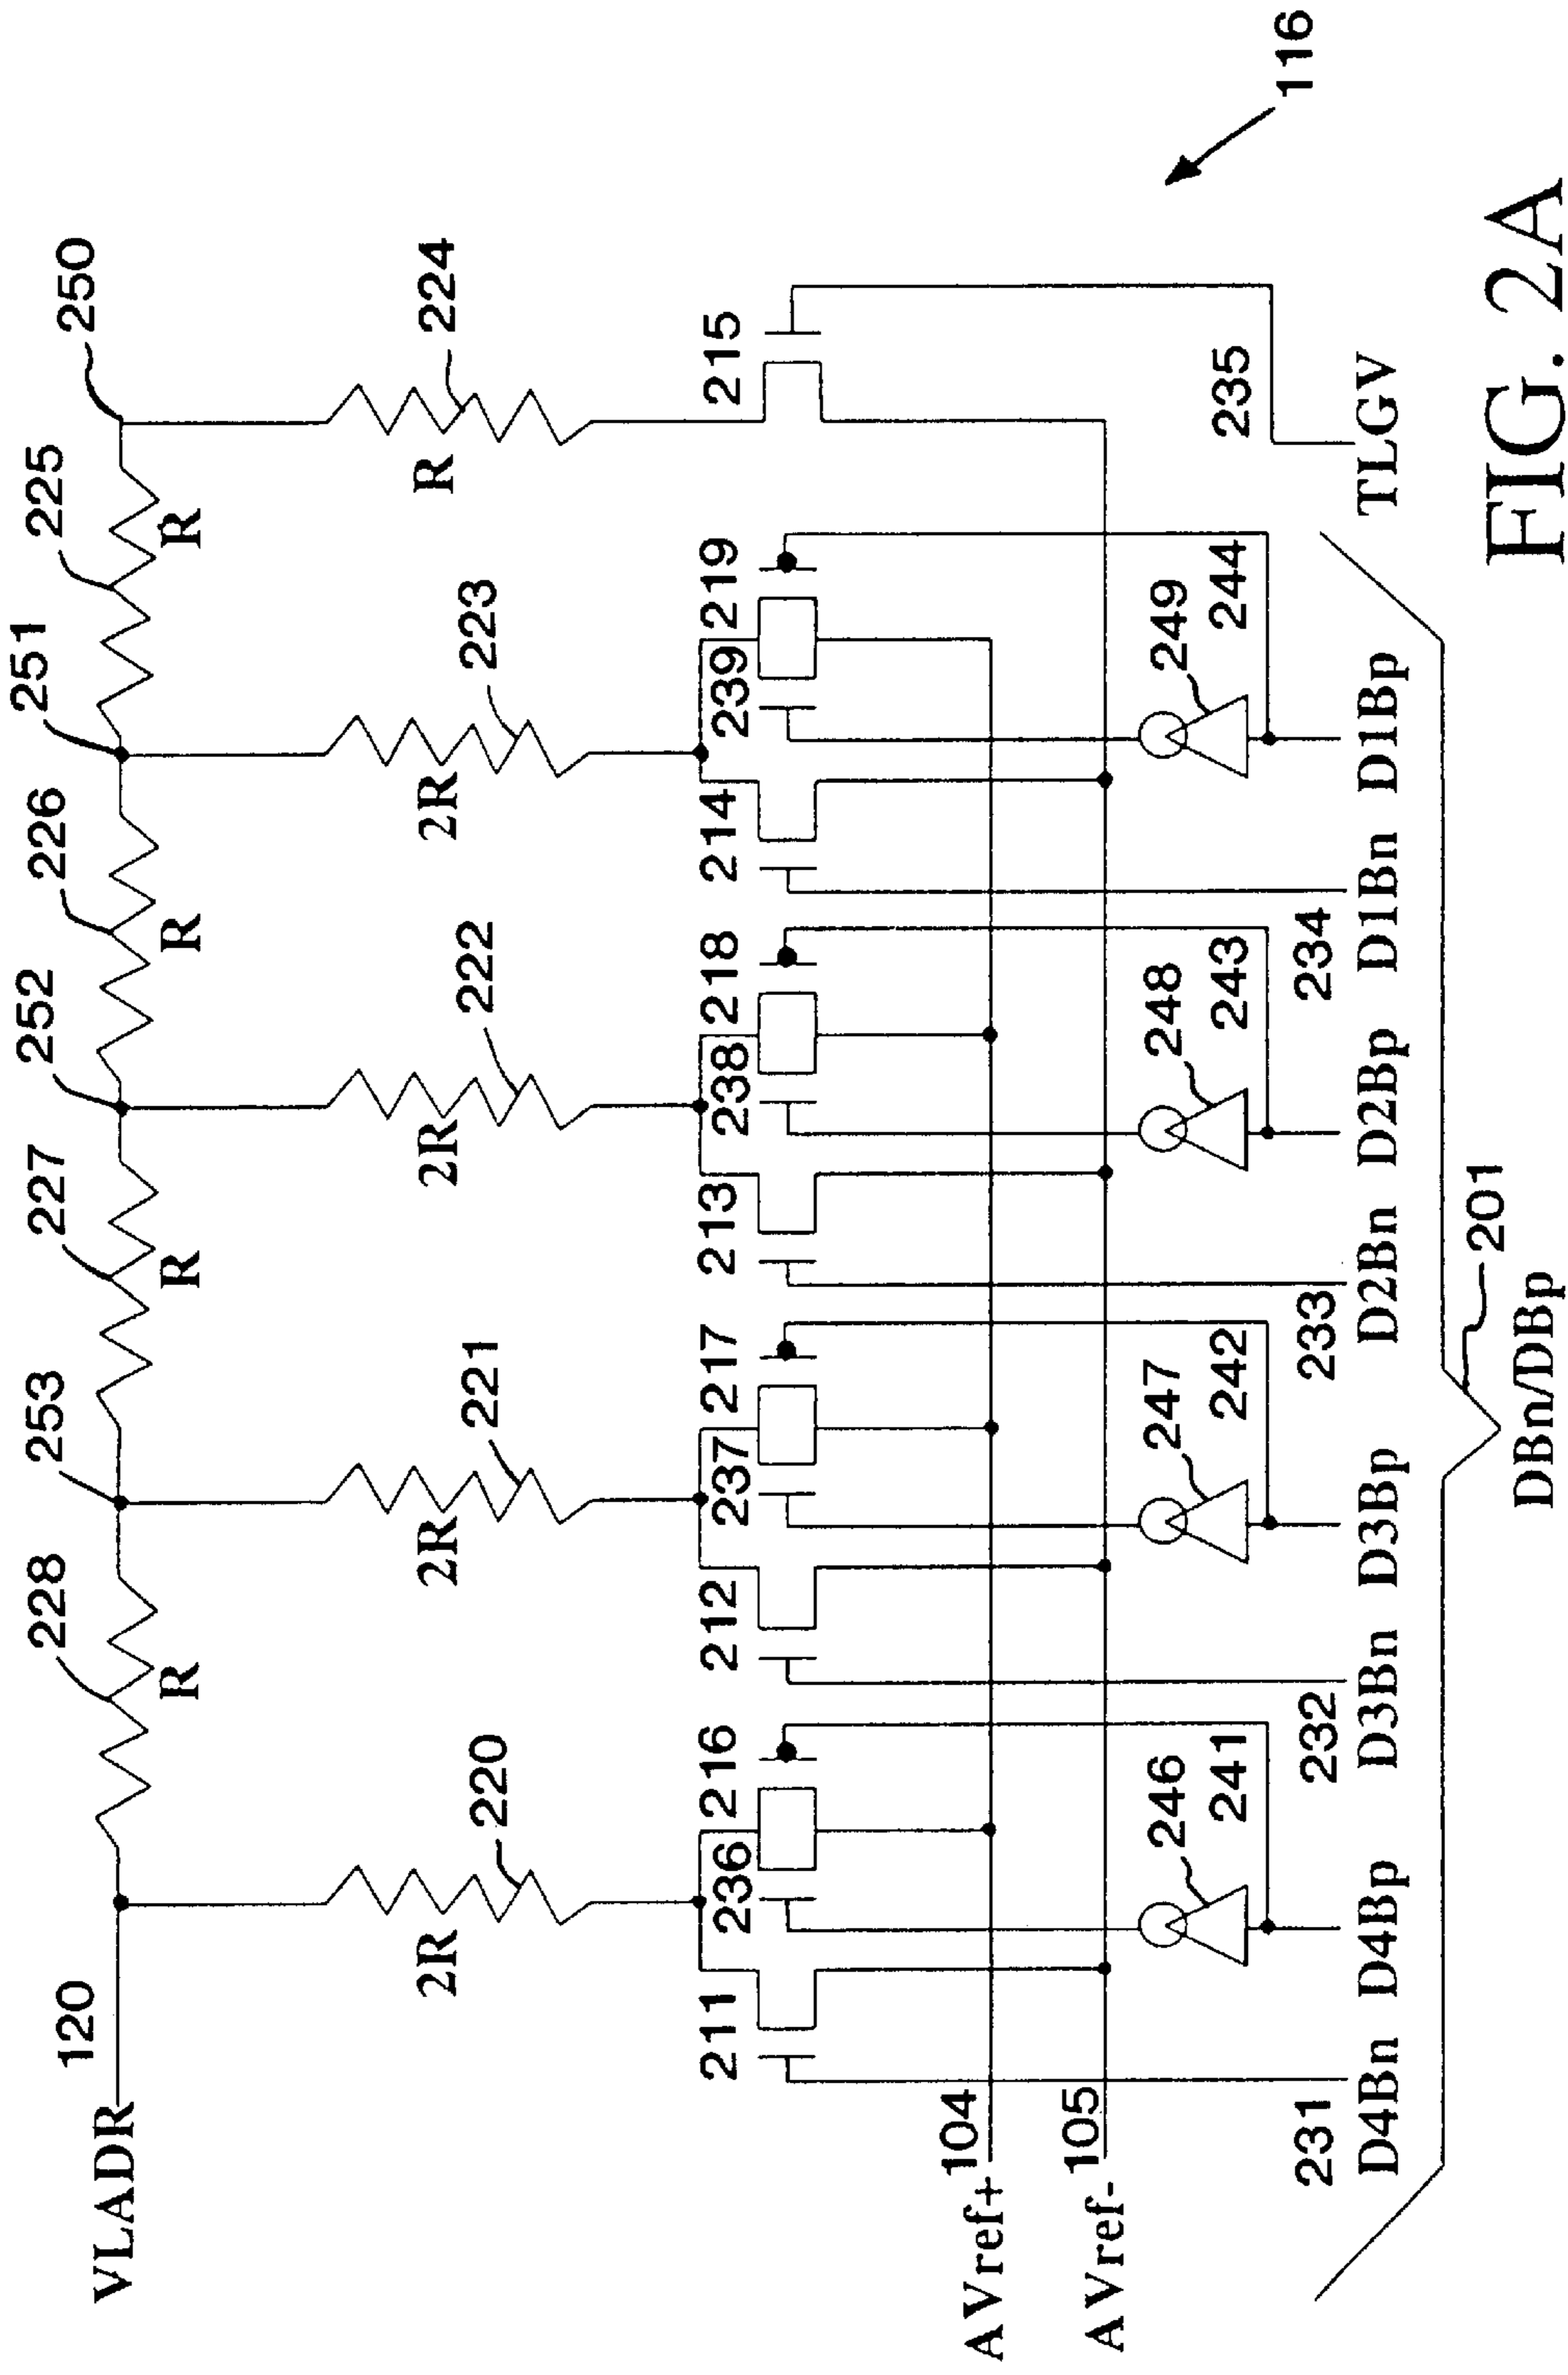 250
251
252
253
225
226
227
228
VLADR
120
R
R
R
R
224
223
222
221
220
R
2R
2R
2R
2R
211
236
216
212
237
217
213
238
218
214
239
219
215
AVref+
104
AVref-
105
246
247
248
249
241
242
243
244
235
231
232
233
234
D4Bn D4Bp D3Bn D3Bp D2Bn D2Bp D1Bn D1Bp TLGV
201
DBn/DBp
116
FIG. 2A